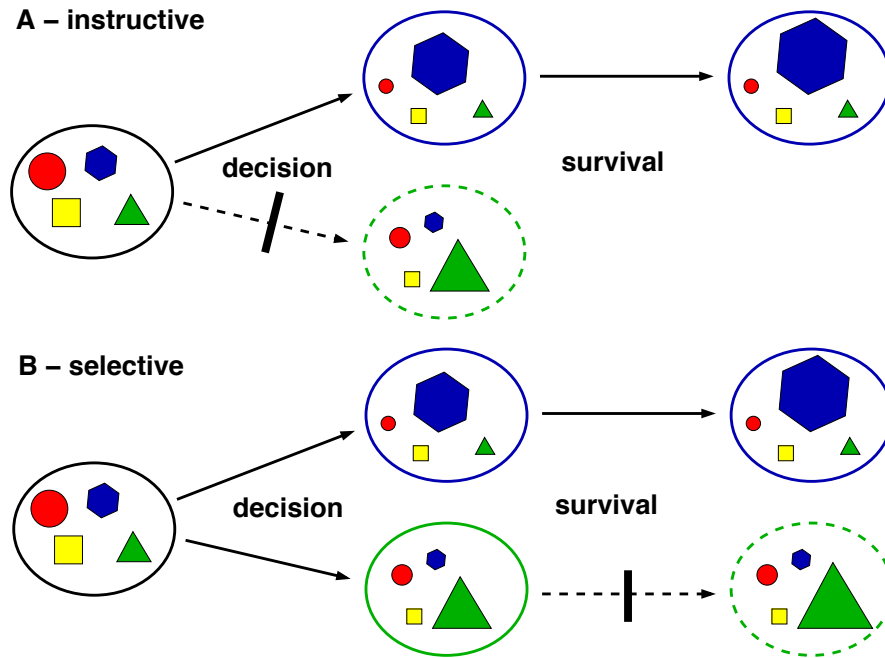 A – instructive
decision
survival
B – selective
decision
survival